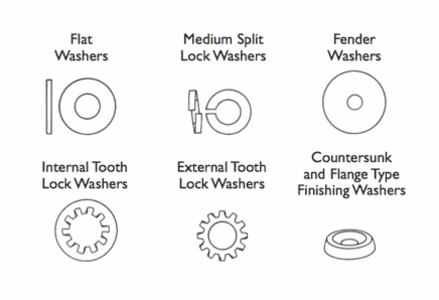 Flat
Washers
Medium Split
Lock Washers
Fender
Washers
Internal Tooth
Lock Washers
External Tooth
Lock Washers
Countersunk
and Flange Type
Finishing Washers